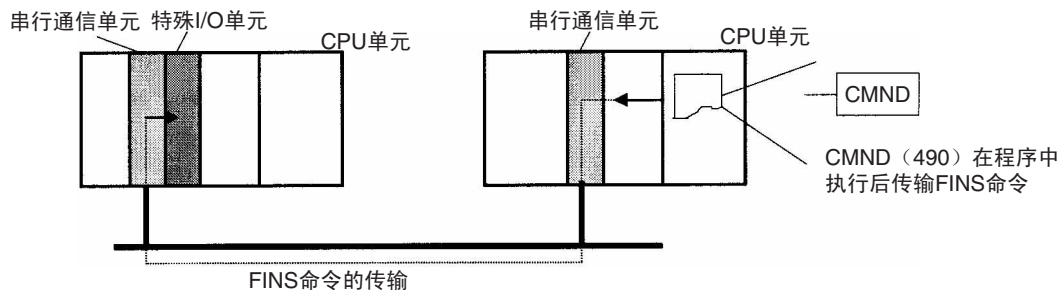 串行通信单元 特殊I/O单元
CPU单元
串行通信单元
CPU单元
CMND
CMND（490）在程序中
执行后传输FINS命令
FINS命令的传输